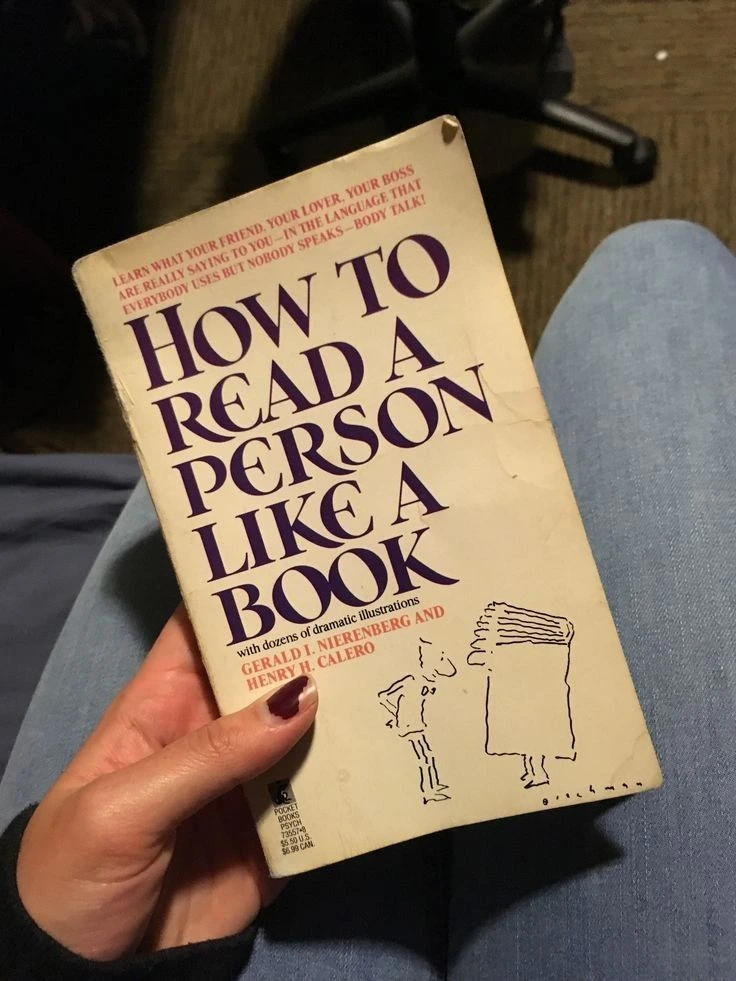 LEARN WHAT YOUR FRIEND, YOUR LOVER, YOUR BOSS
ARE REALLY SAYING TO YOU—IN THE LANGUAGE THAT
EVERYBODY USES BUT NOBODY SPEAKS—BODY TALK!
HOW TO
READ A
PERSON
LIKE A
BOOK
with dozens of dramatic illustrations
GERALD I. NIERENBERG AND
HENRY H. CALERO
POCKET
BOOKS
PSYCH
73557-8
$5.50 U.S.
$6.99 CAN.